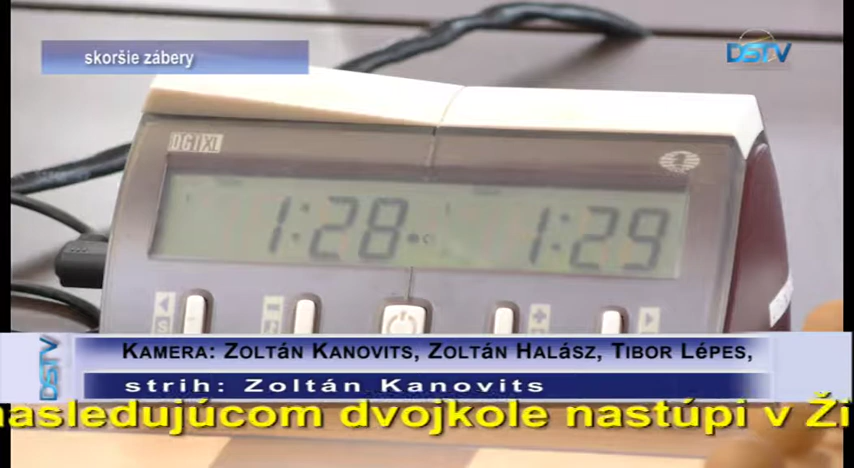 skoršie zábery
DSTV
DGT XL
1:28
1:29
KAMERA: ZOLTÁN KANOVITS, ZOLTÁN HALÁSZ, TIBOR LÉPES,
strih: Zoltán Kanovits
DSTV
nasledujúcom dvojkole nastúpi v